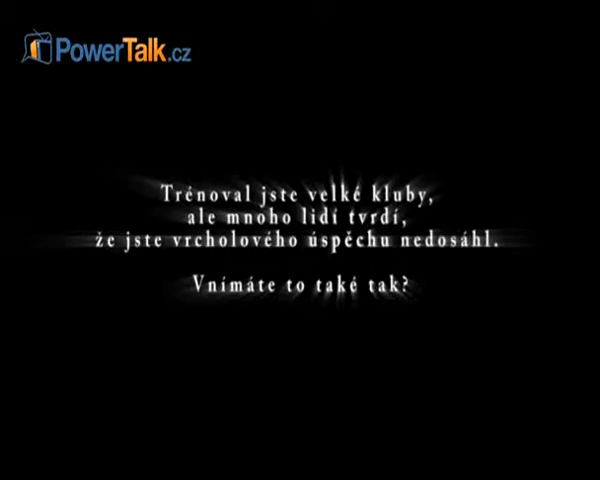 PowerTalk.cz
Trénoval jste velké kluby,
ale mnoho lidí tvrdí,
že jste vrcholového úspěchu nedosáhl.
Vnímáte to také tak?